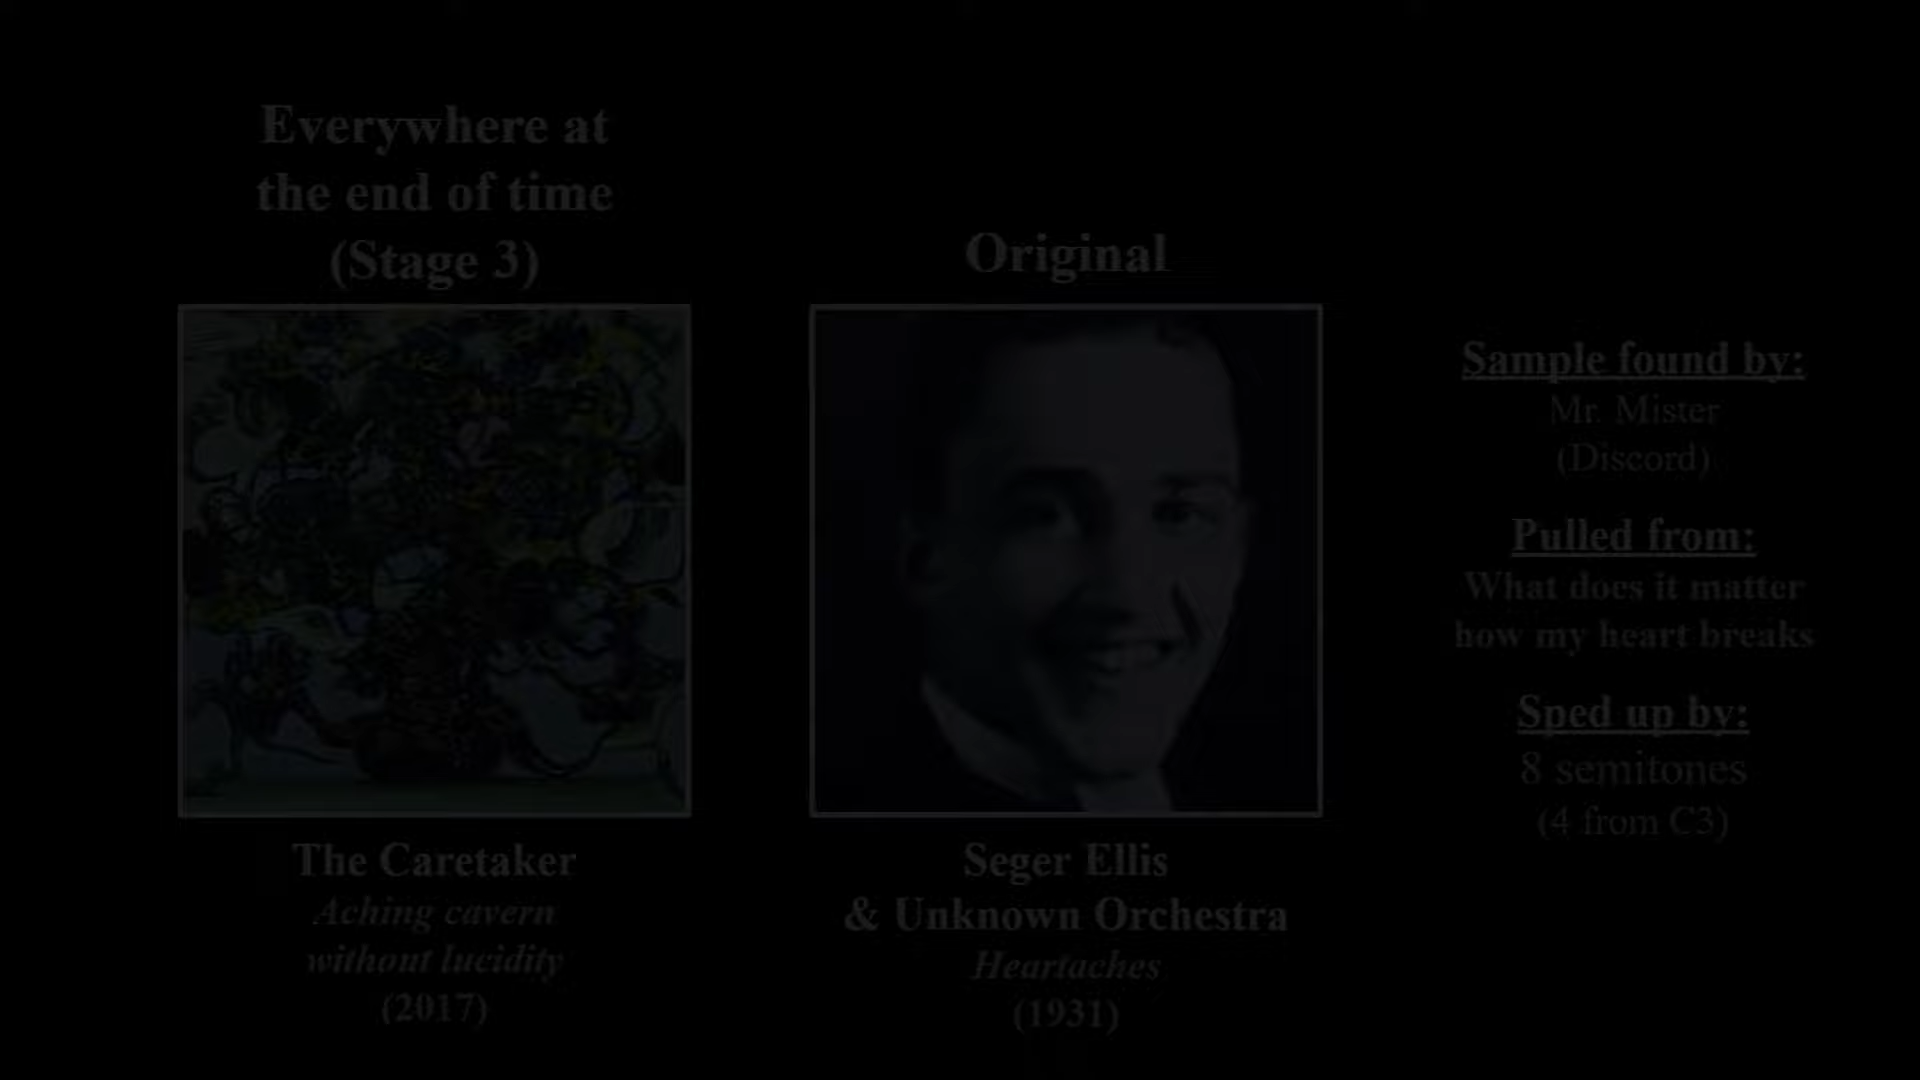 Everywhere at
the end of time
(Stage 3)
The Caretaker
Aching cavern
without lucidity
(2017)
Original
Seger Ellis
& Unknown Orchestra
Heartaches
(1931)
Sample found by:
Mr. Mister
(Discord)
Pulled from:
What does it matter
how my heart breaks
Sped up by:
8 semitones
(4 from C3)